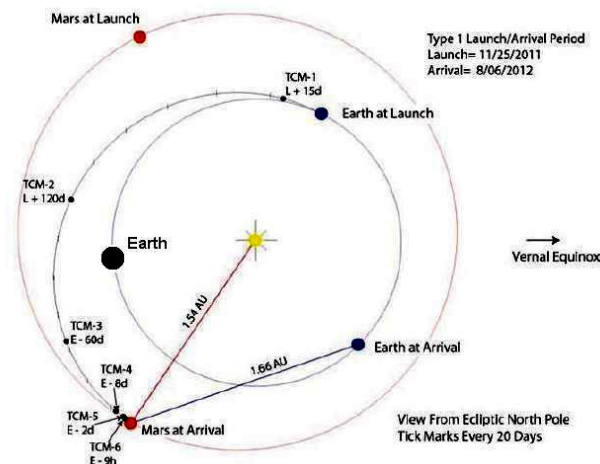 Mars at Launch
Type 1 Launch/Arrival Period
Launch= 11/25/2011
Arrival= 8/06/2012
TCM-1
L + 15d
Earth at Launch
TCM-2
L + 120d
Earth
Vernal Equinox
1.54 AU
TCM-3
E - 60d
Earth at Arrival
1.66 AU
TCM-4
E - 8d
TCM-5
E - 2d
Mars at Arrival
TCM-6
E - 9h
View From Ecliptic North Pole
Tick Marks Every 20 Days